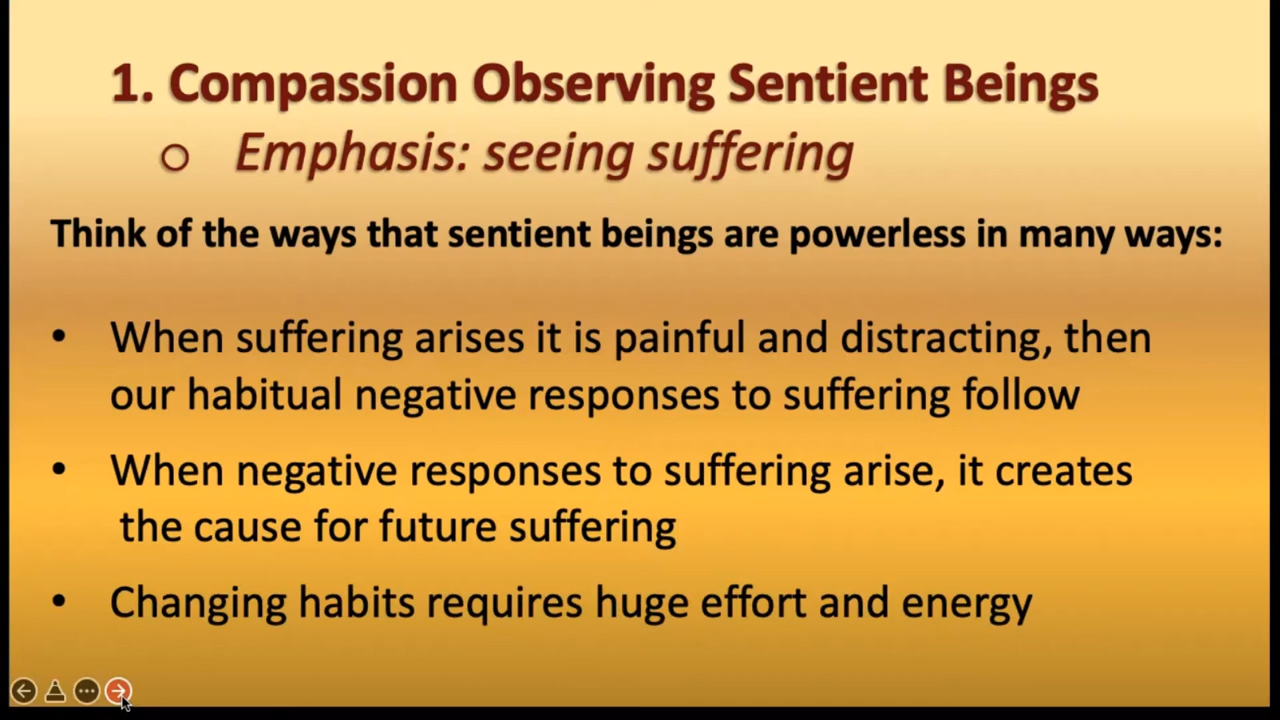 1. Compassion Observing Sentient Beings
o Emphasis: seeing suffering
Think of the ways that sentient beings are powerless in many ways:
• When suffering arises it is painful and distracting, then
our habitual negative responses to suffering follow
• When negative responses to suffering arise, it creates
the cause for future suffering
• Changing habits requires huge effort and energy